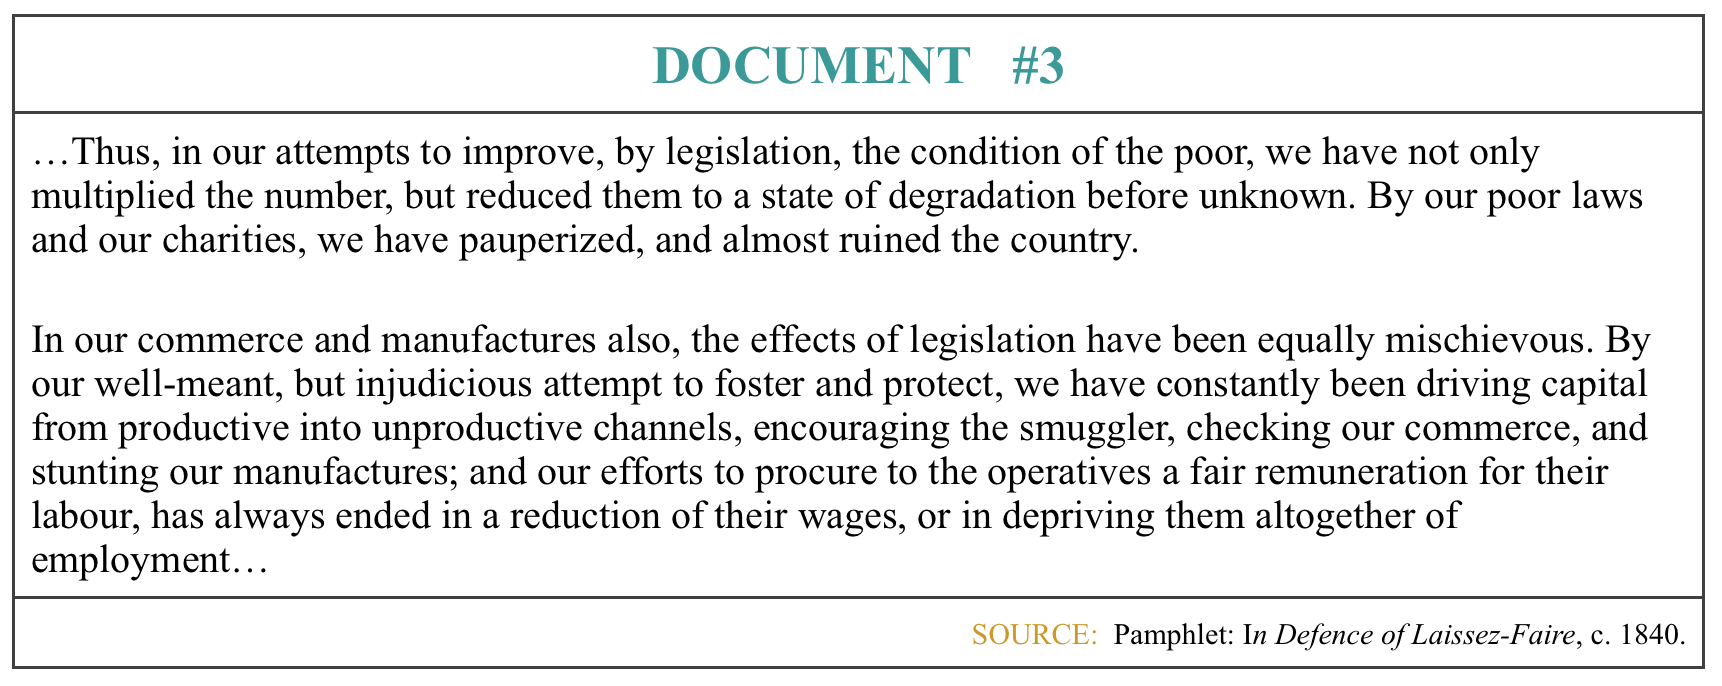 DOCUMENT #3
…Thus, in our attempts to improve, by legislation, the condition of the poor, we have not only
multiplied the number, but reduced them to a state of degradation before unknown. By our poor laws
and our charities, we have pauperized, and almost ruined the country.
In our commerce and manufactures also, the effects of legislation have been equally mischievous. By
our well-meant, but injudicious attempt to foster and protect, we have constantly been driving capital
from productive into unproductive channels, encouraging the smuggler, checking our commerce, and
stunting our manufactures; and our efforts to procure to the operatives a fair remuneration for their
labour, has always ended in a reduction of their wages, or in depriving them altogether of
employment…
SOURCE: Pamphlet: In Defence of Laissez-Faire, c. 1840.